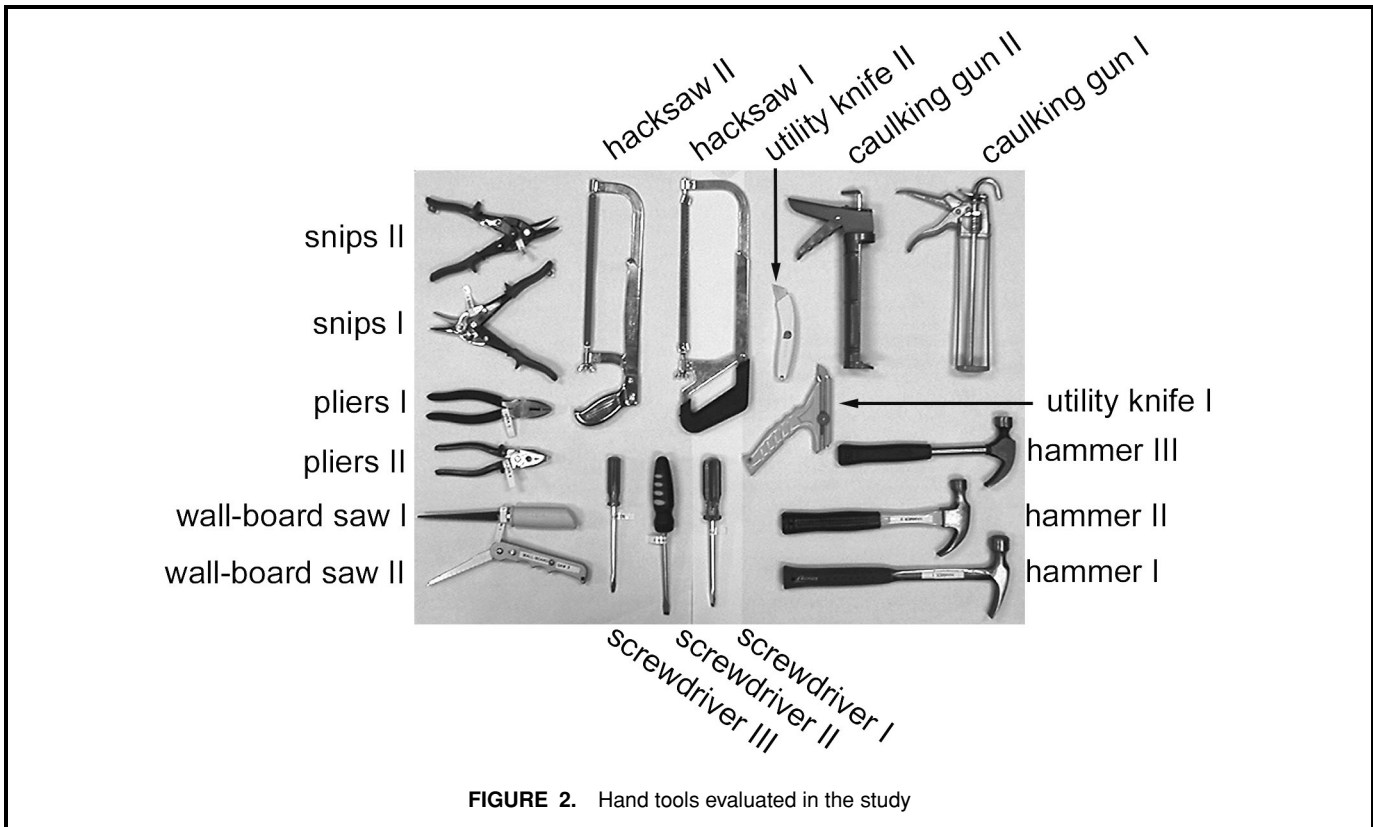 hacksaw II
hacksaw I
utility knife II
caulking gun II
caulking gun I
snips II
snips I
pliers I
pliers II
wall-board saw I
wall-board saw II
utility knife I
hammer III
hammer II
hammer I
screwdriver III
screwdriver II
screwdriver I
FIGURE 2. Hand tools evaluated in the study